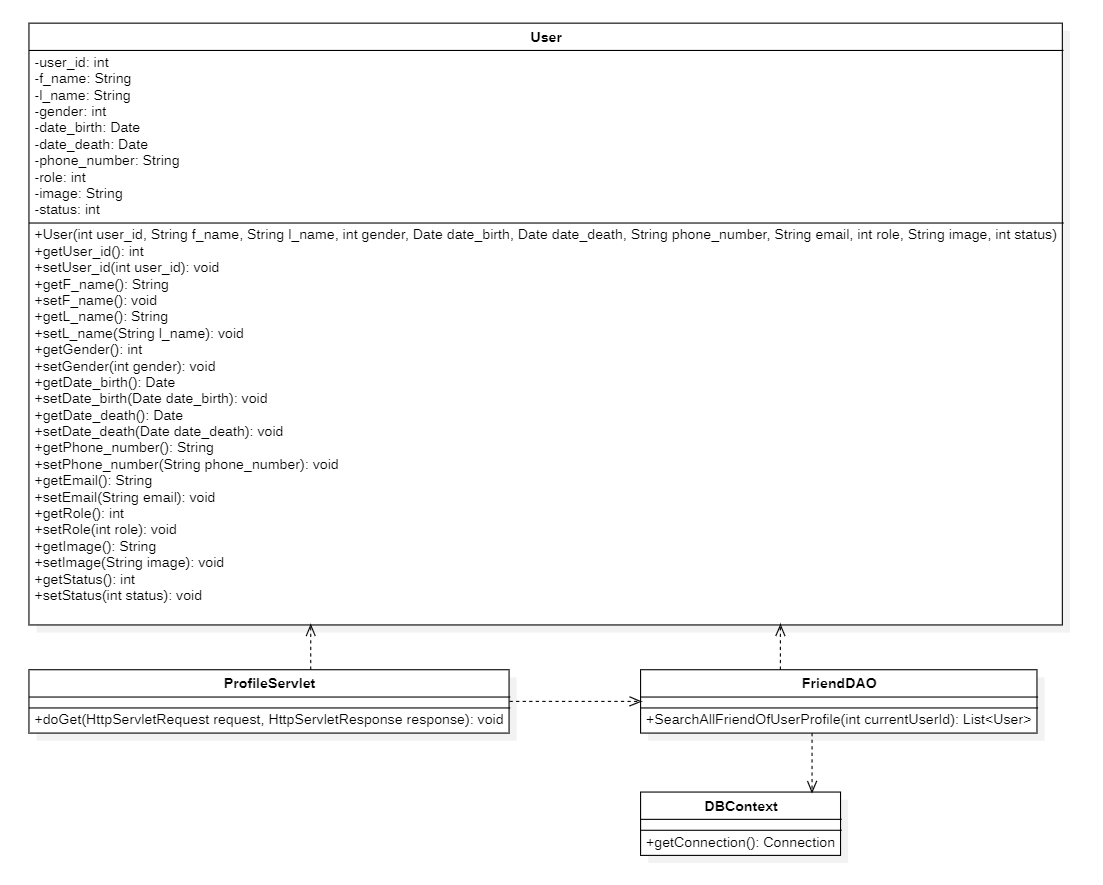 User
-user_id: int
-f_name: String
-l_name: String
-gender: int
-date_birth: Date
-date_death: Date
-phone_number: String
-role: int
-image: String
-status: int
+User(int user_id, String f_name, String l_name, int gender, Date date_birth, Date date_death, String phone_number, String email, int role, String image, int status)
+getUser_id(): int
+setUser_id(int user_id): void
+getF_name(): String
+setF_name(): void
+getL_name(): String
+setL_name(String l_name): void
+getGender(): int
+setGender(int gender): void
+getDate_birth(): Date
+setDate_birth(Date date_birth): void
+getDate_death(): Date
+setDate_death(Date date_death): void
+getPhone_number(): String
+setPhone_number(String phone_number): void
+getEmail(): String
+setEmail(String email): void
+getRole(): int
+setRole(int role): void
+getImage(): String
+setImage(String image): void
+getStatus(): int
+setStatus(int status): void
ProfileServlet
+doGet(HttpServletRequest request, HttpServletResponse response): void
FriendDAO
+SearchAllFriendOfUserProfile(int currentUserId): List<User>
DBContext
+getConnection(): Connection